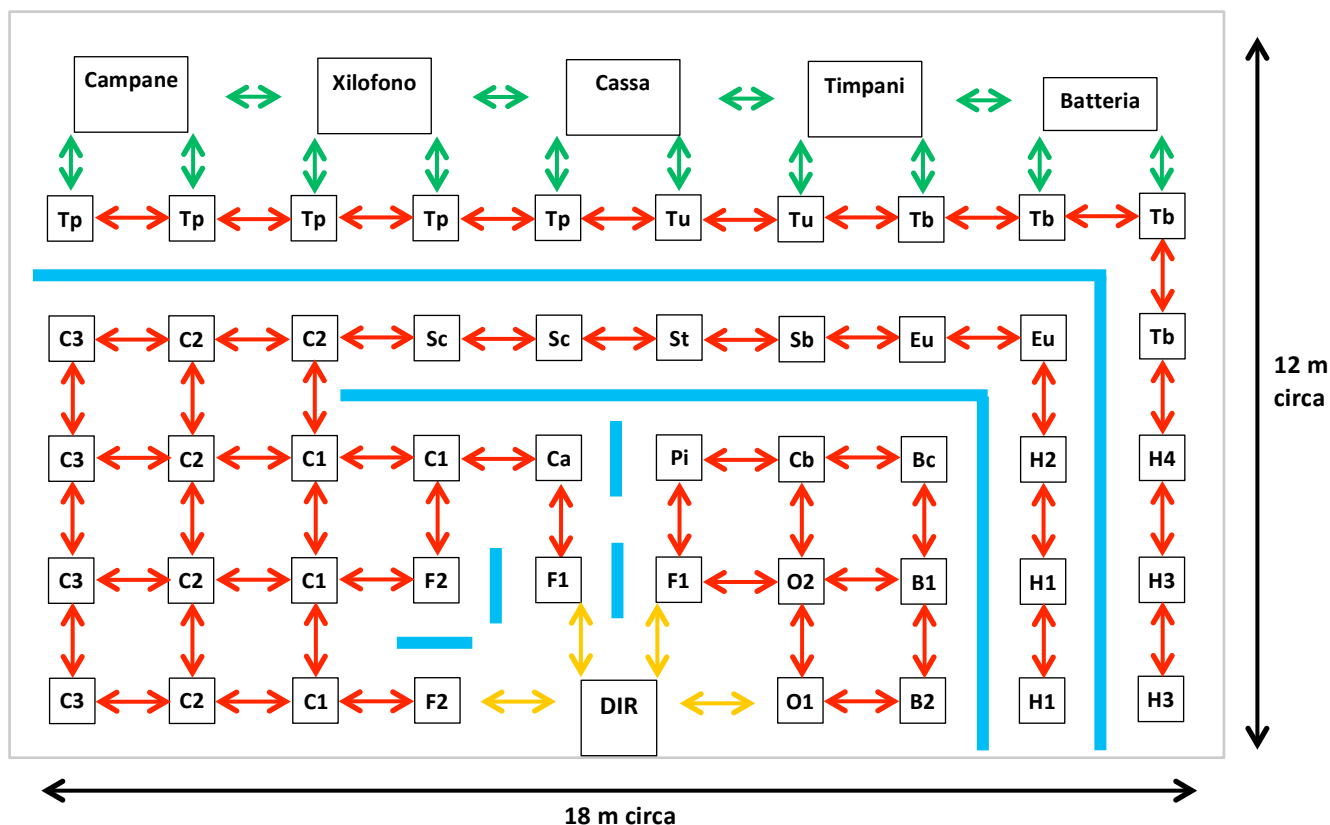 Campane Xilofono Cassa Timpani Batteria
Tp Tp Tp Tp Tp Tu Tu Tb Tb Tb
C3 C2 C2 Sc Sc St Sb Eu Eu Tb
12 m
circa
C3 C2 C1 C1 Ca Pi Cb Bc H2 H4
C3 C2 C1 F2 F1 F1 O2 B1 H1 H3
C3 C2 C1 F2 DIR O1 B2 H1 H3
18 m circa